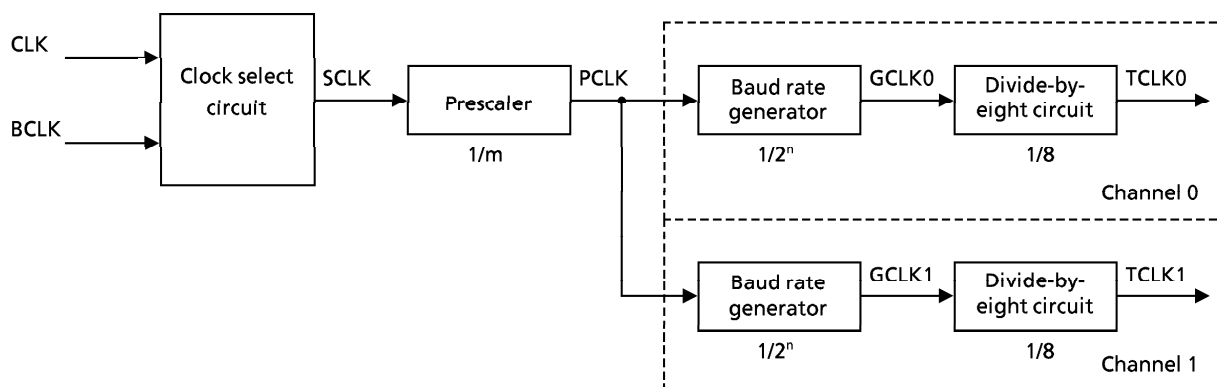 CLK
BCLK
Clock select
circuit
SCLK
Prescaler
1/m
PCLK
Baud rate
generator
1/2ⁿ
GCLK0
Divide-by-
eight circuit
1/8
TCLK0
Channel 0
Baud rate
generator
1/2ⁿ
GCLK1
Divide-by-
eight circuit
1/8
TCLK1
Channel 1